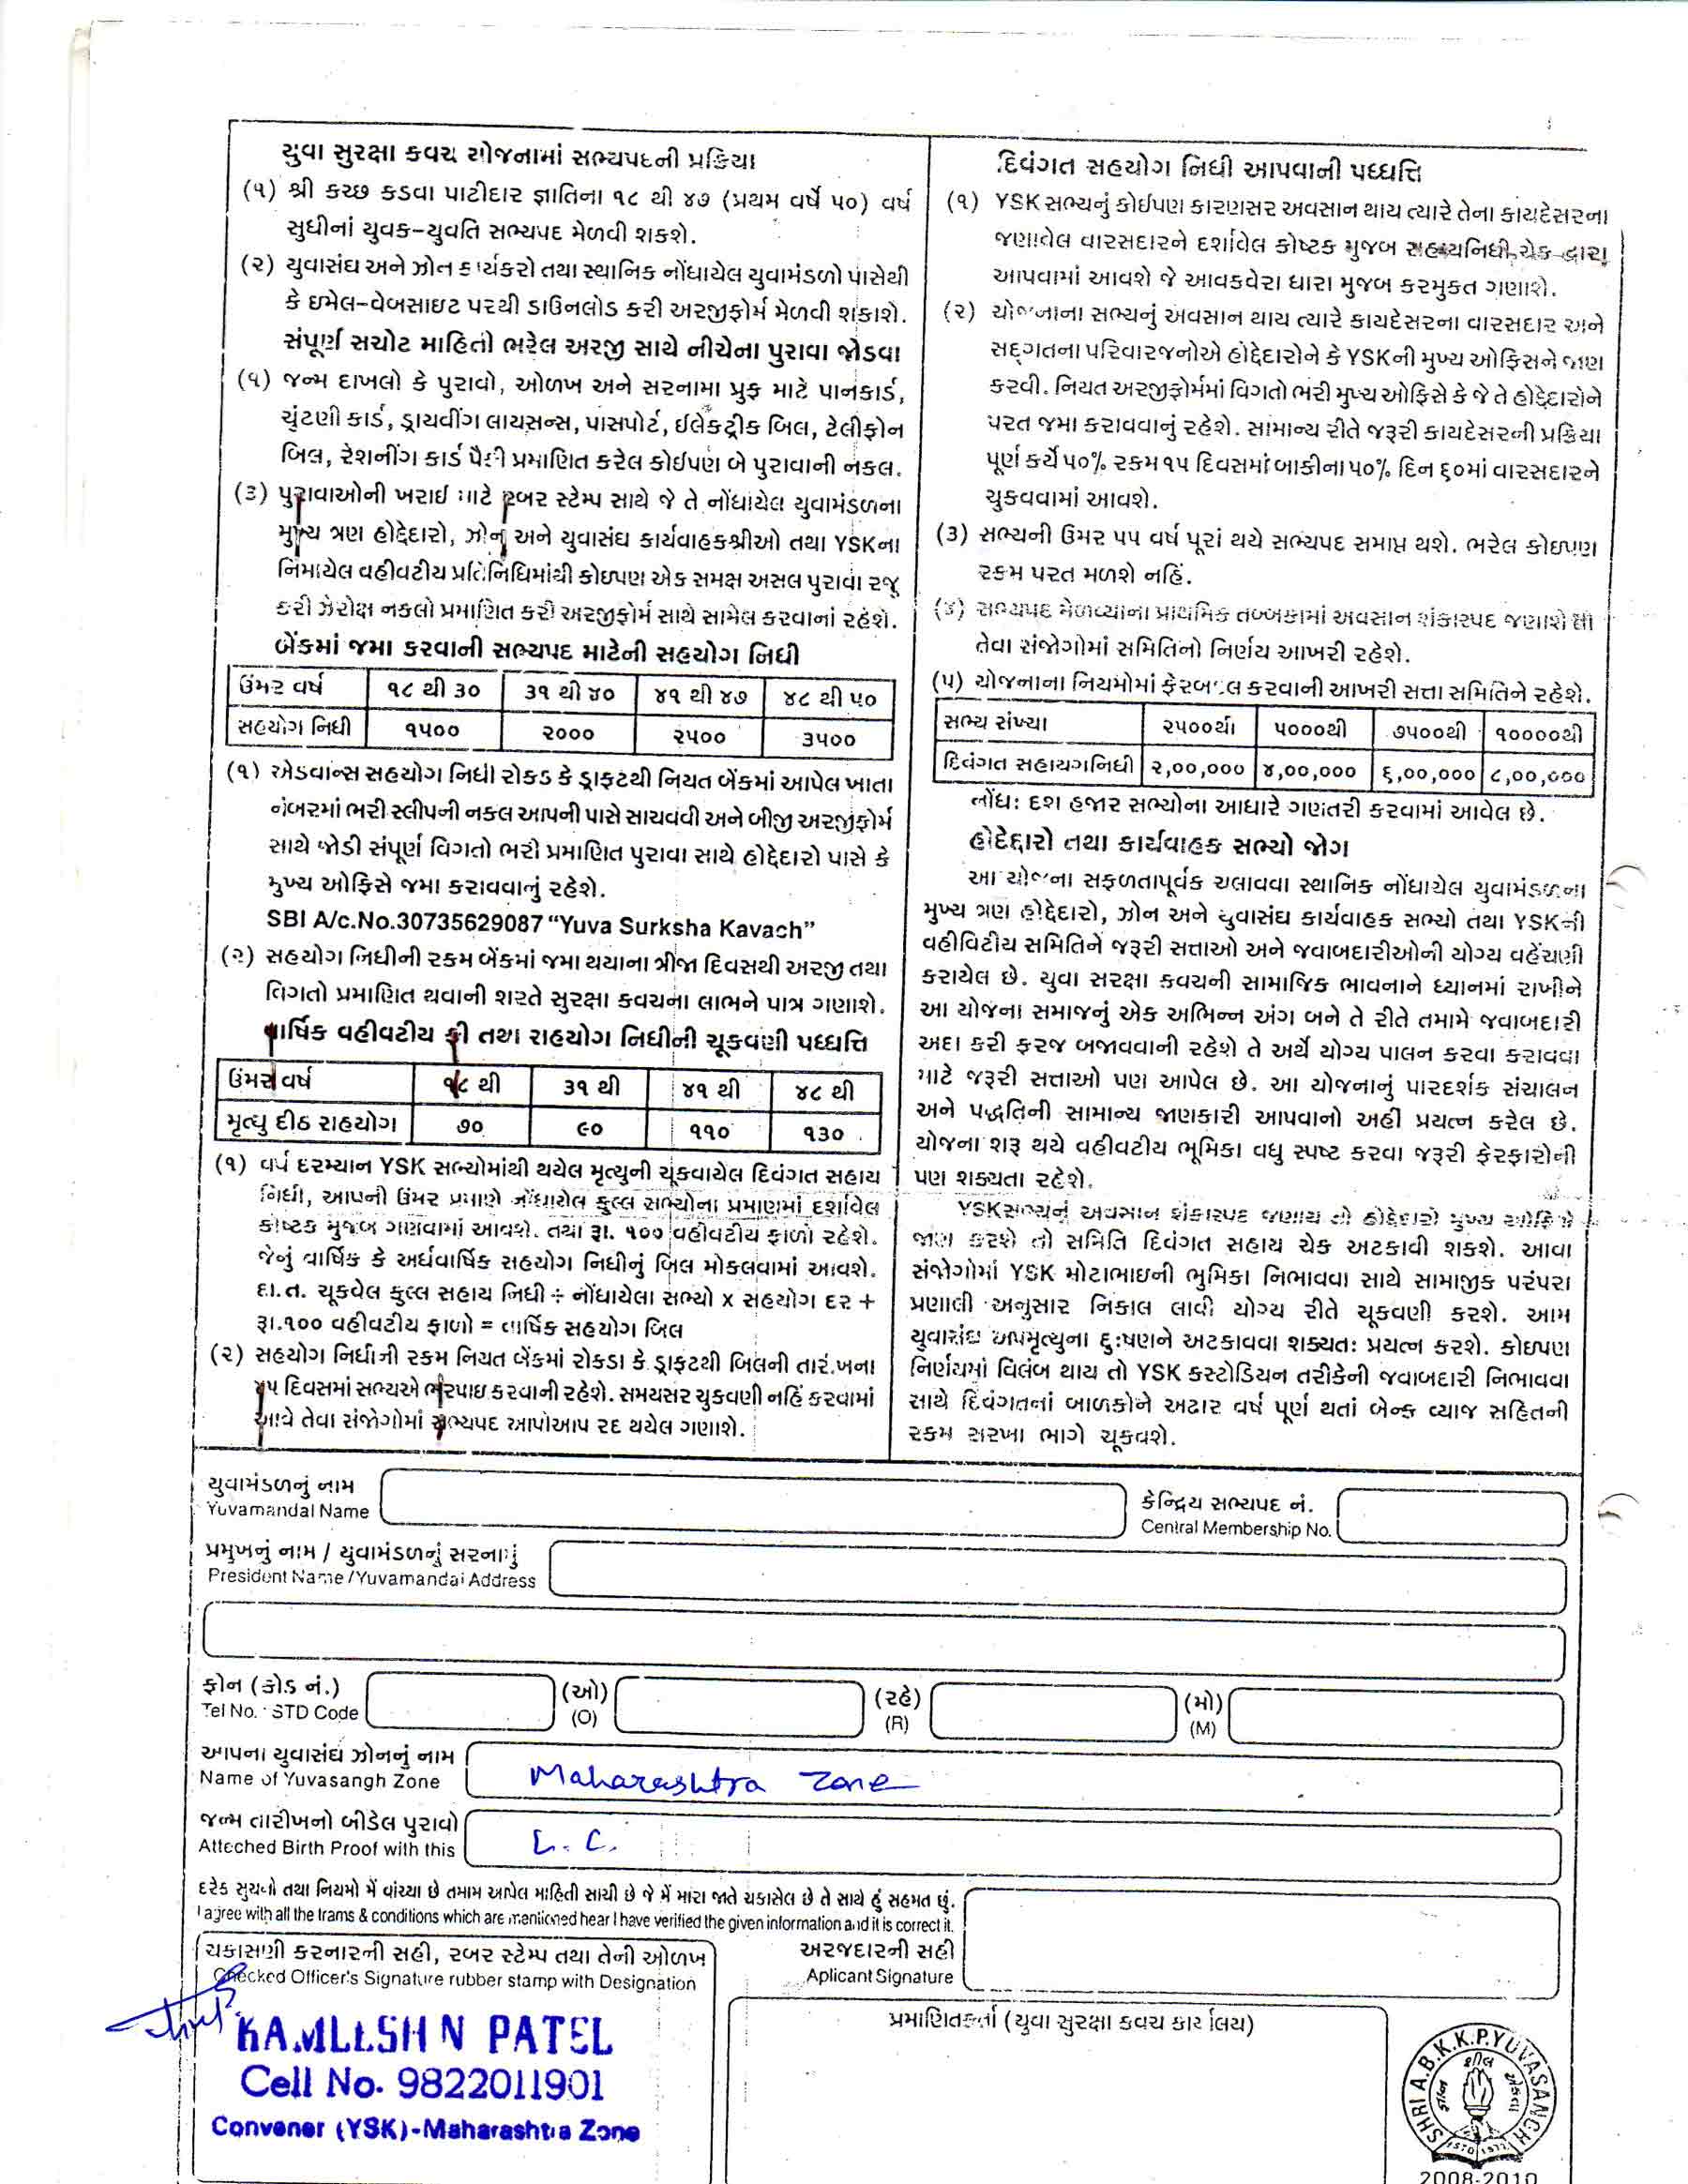 યુવા સુરક્ષા કવચ યોજનામાં સભ્યપદની પ્રક્રિયા
(૧) શ્રી કચ્છ કડવા પાટીદાર જ્ઞાતિના ૧૮ થી ૪૭ (પ્રથમ વર્ષે ૫૦) વર્ષ
સુધીનાં યુવક-યુવતિ સભ્યપદ મેળવી શકશે.
(૨) યુવાસંઘ અને ઝોન કાર્યકરો તથા સ્થાનિક નોંધાયેલ યુવામંડળો પાસેથી
કે ઇમેલ-વેબસાઇટ પરથી ડાઉનલોડ કરી અરજીફોર્મ મેળવી શકાશે.
સંપૂર્ણ સચોટ માહિતી ભરેલ અરજી સાથે નીચેના પુરાવા જોડવા
(૧) જન્મ દાખલો કે પુરાવો, ઓળખ અને સરનામા પ્રુફ માટે પાનકાર્ડ,
ચુંટણી કાર્ડ, ડ્રાયવીંગ લાયસન્સ, પાસપોર્ટ, ઈલેક્ટ્રીક બિલ, ટેલીફોન
બિલ, રેશનીંગ કાર્ડ પૈકી પ્રમાણિત કરેલ કોઈપણ બે પુરાવાની નકલ.
(૩) પુરાવાઓની ખરાઇ માટે રબર સ્ટેમ્પ સાથે જે તે નોંધાયેલ યુવામંડળના
મુખ્ય ત્રણ હોદ્દેદારો, ઝોન અને યુવાસંઘ કાર્યવાહકશ્રીઓ તથા YSKના
નિમાયેલ વહીવટીય પ્રતિનિધિમાંથી કોઇપણ એક સમક્ષ અસલ પુરાવા રજૂ
કરી ઝેરોક્ષ નકલો પ્રમાણિત કરી અરજીફોર્મ સાથે સામેલ કરવાનાં રહેશે.
બેંકમાં જમા કરવાની સભ્યપદ માટેની સહયોગ નિધી
ઉંમર વર્ષ ૧૮ થી ૩૦ ૩૧ થી ૪૦ ૪૧ થી ૪૭ ૪૮ થી ૫૦
સહયોગ નિધી ૧૫૦૦ ૨૦૦૦ ૨૫૦૦ ૩૫૦૦
(૧) એડવાન્સ સહયોગ નિધી રોકડ કે ડ્રાફટથી નિયત બેંકમાં આપેલ ખાતા
નંબરમાં ભરી સ્લીપની નકલ આપની પાસે સાચવવી અને બીજી અરજીફોર્મ
સાથે જોડી સંપૂર્ણ વિગતો ભરી પ્રમાણિત પુરાવા સાથે હોદ્દેદારો પાસે કે
મુખ્ય ઓફિસે જમા કરાવવાનું રહેશે.
SBI A/c.No.30735629087 “Yuva Surksha Kavach”
(૨) સહયોગ નિધીની રકમ બેંકમાં જમા થયાના ત્રીજા દિવસથી અરજી તથા
વિગતો પ્રમાણિત થવાની શરતે સુરક્ષા કવચના લાભને પાત્ર ગણાશે.
વાર્ષિક વહીવટીય ફી તથા સહયોગ નિધીની ચૂકવણી પધ્ધતિ
ઉંમર વર્ષ ૧૮ થી ૩૧ થી ૪૧ થી ૪૮ થી
મૃત્યુ દીઠ સહયોગ ૭૦ ૯૦ ૧૧૦ ૧૩૦
(૧) વર્ષ દરમ્યાન YSK સભ્યોમાંથી થયેલ મૃત્યુની ચૂકવાયેલ દિવંગત સહાય
નિધી, આપની ઉંમર પ્રમાણે નોંધાયેલ કુલ્લ સભ્યોના પ્રમાણમાં દર્શાવેલ
કોષ્ટક મુજબ ગણવામાં આવશે. તથા રૂા. ૧૦૦ વહીવટીય ફાળો રહેશે.
જેનું વાર્ષિક કે અર્ધવાર્ષિક સહયોગ નિધીનું બિલ મોકલવામાં આવશે.
દા.ત. ચૂકવેલ કુલ્લ સહાય નિધી ÷ નોંધાયેલા સભ્યો x સહયોગ દર +
રૂા.૧૦૦ વહીવટીય ફાળો = વાર્ષિક સહયોગ બિલ
(૨) સહયોગ નિધીની રકમ નિયત બેંકમાં રોકડા કે ડ્રાફટથી બિલની તારીખના
૪૫ દિવસમાં સભ્યએ ભરપાઇ કરવાની રહેશે. સમયસર ચુકવણી નહિં કરવામાં
આવે તેવા સંજોગોમાં સભ્યપદ આપોઆપ રદ થયેલ ગણાશે.
દિવંગત સહયોગ નિધી આપવાની પધ્ધતિ
(૧) YSK સભ્યનું કોઈપણ કારણસર અવસાન થાય ત્યારે તેના કાયદેસરના
જણાવેલ વારસદારને દર્શાવેલ કોષ્ટક મુજબ સહાયનિધી ચેક દ્વારા
આપવામાં આવશે જે આવકવેરા ધારા મુજબ કરમુકત ગણાશે.
(૨) યોજનાના સભ્યનું અવસાન થાય ત્યારે કાયદેસરના વારસદાર અને
સદ્ગતના પરિવારજનોએ હોદ્દેદારોને કે YSKની મુખ્ય ઓફિસને જાણ
કરવી. નિયત અરજીફોર્મમાં વિગતો ભરી મુખ્ય ઓફિસે કે જે તે હોદ્દેદારોને
પરત જમા કરાવવાનું રહેશે. સામાન્ય રીતે જરૂરી કાયદેસરની પ્રક્રિયા
પૂર્ણ કર્યે ૫૦% રકમ ૧૫ દિવસમાં બાકીના ૫૦% દિન ૬૦માં વારસદારને
ચુકવવામાં આવશે.
(૩) સભ્યની ઉમર ૫૫ વર્ષ પૂરાં થયે સભ્યપદ સમાપ્ત થશે. ભરેલ કોઇપણ
રકમ પરત મળશે નહિં.
(૪) સભ્યપદ મેળવ્યાના પ્રાથમિક તબ્બકામાં અવસાન શંકાસ્પદ જણાશે તો
તેવા સંજોગોમાં સમિતિનો નિર્ણય આખરી રહેશે.
(૫) યોજનાના નિયમોમાં ફેરબદલ કરવાની આખરી સત્તા સમિતિને રહેશે.
સભ્ય સંખ્યા ૨૫૦૦થી ૫૦૦૦થી ૭૫૦૦થી ૧૦૦૦૦થી
દિવંગત સહાયગનિધી ૨,૦૦,૦૦૦ ૪,૦૦,૦૦૦ ૬,૦૦,૦૦૦ ૮,૦૦,૦૦૦
નોંધ: દશ હજાર સભ્યોના આધારે ગણતરી કરવામાં આવેલ છે.
હોદેદ્દારો તથા કાર્યવાહક સભ્યો જોગ
આ યોજના સફળતાપૂર્વક ચલાવવા સ્થાનિક નોંધાયેલ યુવામંડળના
મુખ્ય ત્રણ હોદ્દેદારો, ઝોન અને યુવાસંઘ કાર્યવાહક સભ્યો તથા YSKની
વહીવિટીય સમિતિને જરૂરી સત્તાઓ અને જવાબદારીઓની યોગ્ય વહેંચણી
કરાયેલ છે. યુવા સરક્ષા કવચની સામાજિક ભાવનાને ધ્યાનમાં રાખીને
આ યોજના સમાજનું એક અભિન્ન અંગ બને તે રીતે તમામે જવાબદારી
અદા કરી ફરજ બજાવવાની રહેશે તે અર્થે યોગ્ય પાલન કરવા કરાવવા
માટે જરૂરી સત્તાઓ પણ આપેલ છે. આ યોજનાનું પારદર્શક સંચાલન
અને પદ્ધતિની સામાન્ય જાણકારી આપવાનો અહીં પ્રયત્ન કરેલ છે.
યોજના શરૂ થયે વહીવટીય ભૂમિકા વધુ સ્પષ્ટ કરવા જરૂરી ફેરફારોની
પણ શક્યતા રહેશે.
YSKસભ્યનું અવસાન શંકાસ્પદ જણાય તો હોદ્દેદારો મુખ્ય ઓફિસે
જાણ કરશે તો સમિતિ દિવંગત સહાય ચેક અટકાવી શકશે. આવા
સંજોગોમાં YSK મોટાભાઇની ભુમિકા નિભાવવા સાથે સામાજીક પરંપરા
પ્રણાલી અનુસાર નિકાલ લાવી યોગ્ય રીતે ચૂકવણી કરશે. આમ
યુવાસંઘ અપમૃત્યુના દુ:ષણને અટકાવવા શક્યત: પ્રયત્ન કરશે. કોઇપણ
નિર્ણયમાં વિલંબ થાય તો YSK કસ્ટોડિયન તરીકેની જવાબદારી નિભાવવા
સાથે દિવંગતનાં બાળકોને અઢાર વર્ષ પૂર્ણ થતાં બેન્ક વ્યાજ સહિતની
રકમ સરખા ભાગે ચૂકવશે.
યુવામંડળનું નામ
Yuvamandal Name
કેન્દ્રિય સભ્યપદ નં.
Central Membership No.
પ્રમુખનું નામ / યુવામંડળનું સરનામું
President Name/Yuvamandal Address
ફોન (કોડ નં.) (ઓ) (રહે) (મો)
Tel No. STD Code (O) (R) (M)
આપના યુવાસંઘ ઝોનનું નામ
Name of Yuvasangh Zone
Maharashtra Zone
જન્મ તારીખનો બીડેલ પુરાવો
Atteched Birth Proof with this
L.C.
દરેક સુચનો તથા નિયમો મેં વાંચ્યા છે તમામ આપેલ માહિતી સાચી છે જે મેં મારા જાતે ચકાસેલ છે તે સાથે હું સહમત છું.
I agree with all the trams & conditions which are mentioned hear I have verified the given information and it is correct it.
ચકાસણી કરનારની સહી, રબર સ્ટેમ્પ તથા તેની ઓળખ
Checked Officer's Signature rubber stamp with Designation
અરજદારની સહી
Aplicant Signature
KAMLESH N PATEL
Cell No. 9822011901
Convener (YSK)-Maharashtra Zone
પ્રમાણિતકર્તા (યુવા સુરક્ષા કવચ કાર્યાલય)
SHRI A.B.K.K.P. YUVASANGH
2008-2010